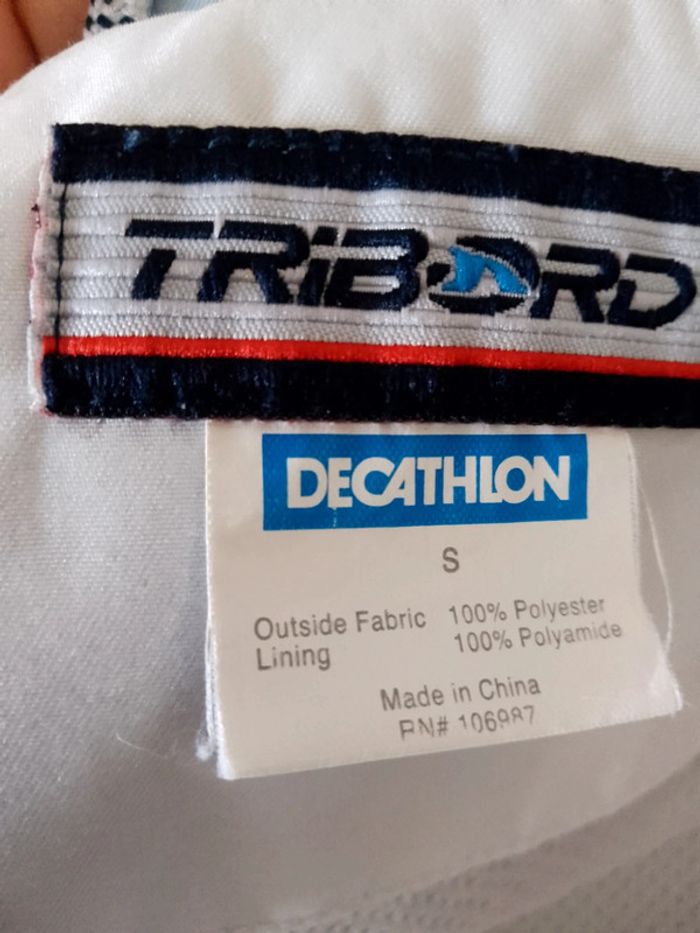 TRiBORD
DECATHLON
S
Outside Fabric 100% Polyester
Lining 100% Polyamide
Made in China
RN# 106987